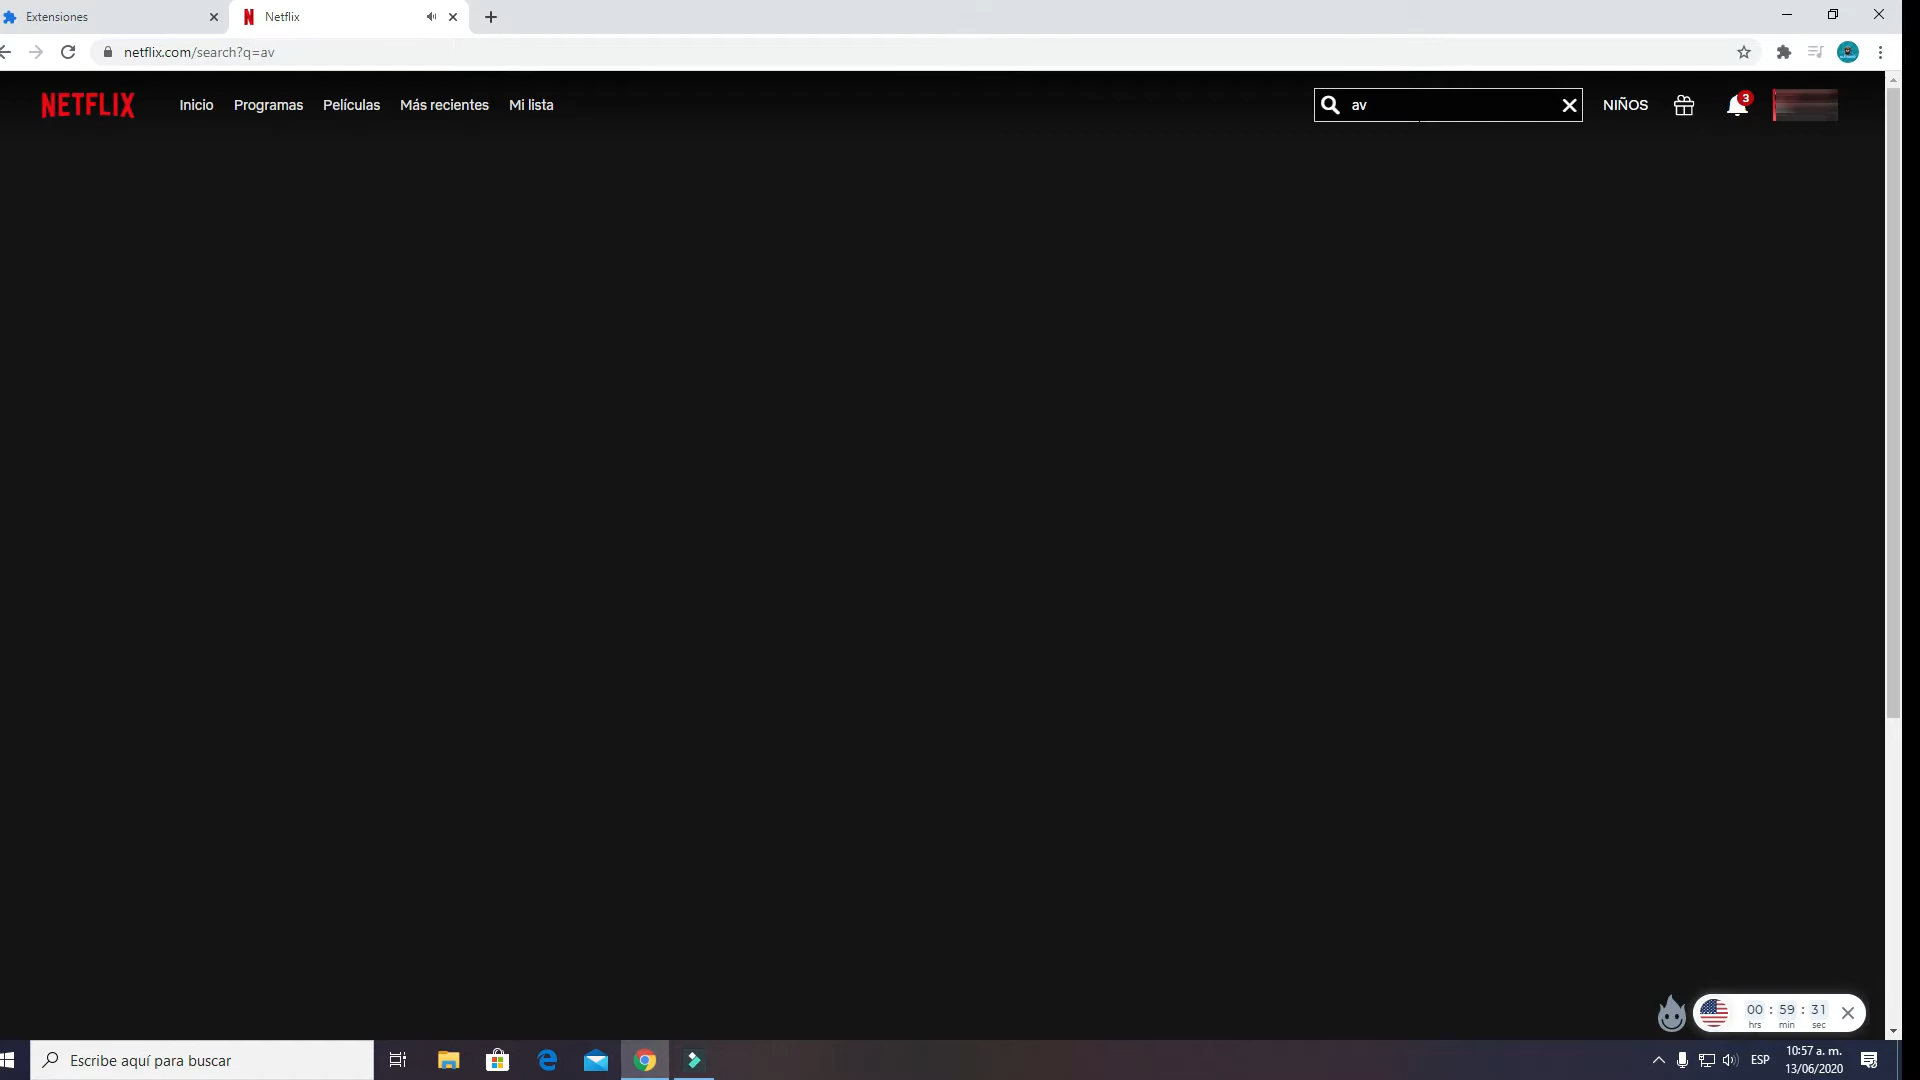 Extensiones
Netflix
netflix.com/search?q=av
NETFLIX
Inicio
Programas
Películas
Más recientes
Mi lista
av
NIÑOS
3
00 : 59 : 31
hrs min sec
Escribe aquí para buscar
ESP
10:57 a. m.
13/06/2020